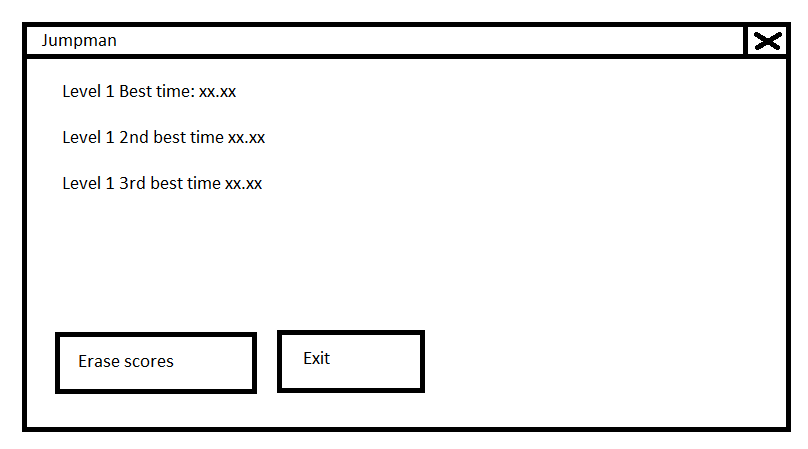 Jumpman
Level 1 Best time: xx.xx
Level 1 2nd best time xx.xx
Level 1 3rd best time xx.xx
Erase scores
Exit